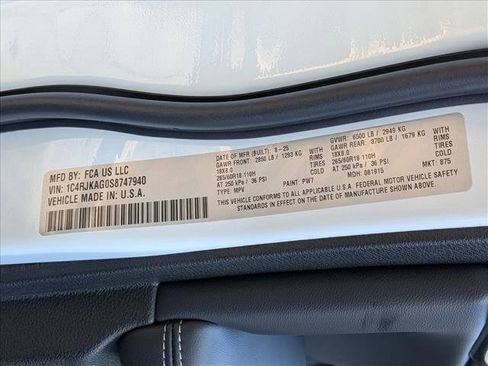 MFD BY: FCA US LLC
VIN: 1C4RJKAG0S8747940
VEHICLE MADE IN: U.S.A.
DATE OF MFR (BUILT): 8-25
GAWR FRONT: 2850 LB / 1293 KG WITH
18X8.0 RIMS
265/60R18 110H TIRES
AT 250 kPa / 36 PSI
TYPE: MPV PAINT: PW7
GVWR: 6500 LB / 2949 KG
GAWR REAR: 3700 LB / 1679 KG WITH
18X8.0 RIMS
265/60R18 110H TIRES
AT 250 kPa / 36 PSI
MDH: 081915 MKT: 875
THIS VEHICLE CONFORMS TO ALL APPLICABLE U.S.A. FEDERAL MOTOR VEHICLE SAFETY
STANDARDS IN EFFECT ON THE DATE OF MANUFACTURE SHOWN ABOVE